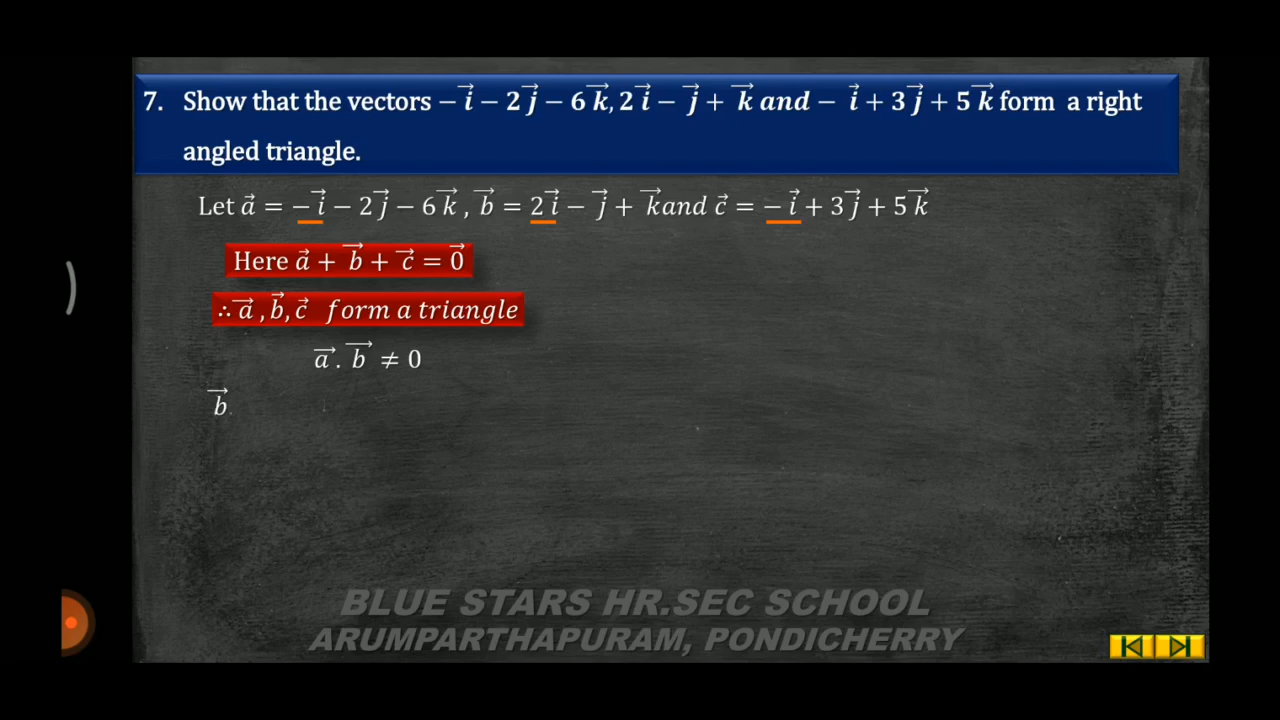 7. Show that the vectors −i⃗ − 2j⃗ − 6k⃗, 2i⃗ − j⃗ + k⃗ and − i⃗ + 3j⃗ + 5k⃗ form a right
angled triangle.
Let a⃗ = −i⃗ − 2j⃗ − 6k⃗ , b⃗ = 2i⃗ − j⃗ + k⃗and c⃗ = −i⃗ + 3j⃗ + 5k⃗
Here a⃗ + b⃗ + c⃗ = 0⃗
∴ a⃗ , b⃗, c⃗ form a triangle
a⃗ . b⃗ ≠ 0
b⃗
BLUE STARS HR.SEC SCHOOL
ARUMPARTHAPURAM, PONDICHERRY